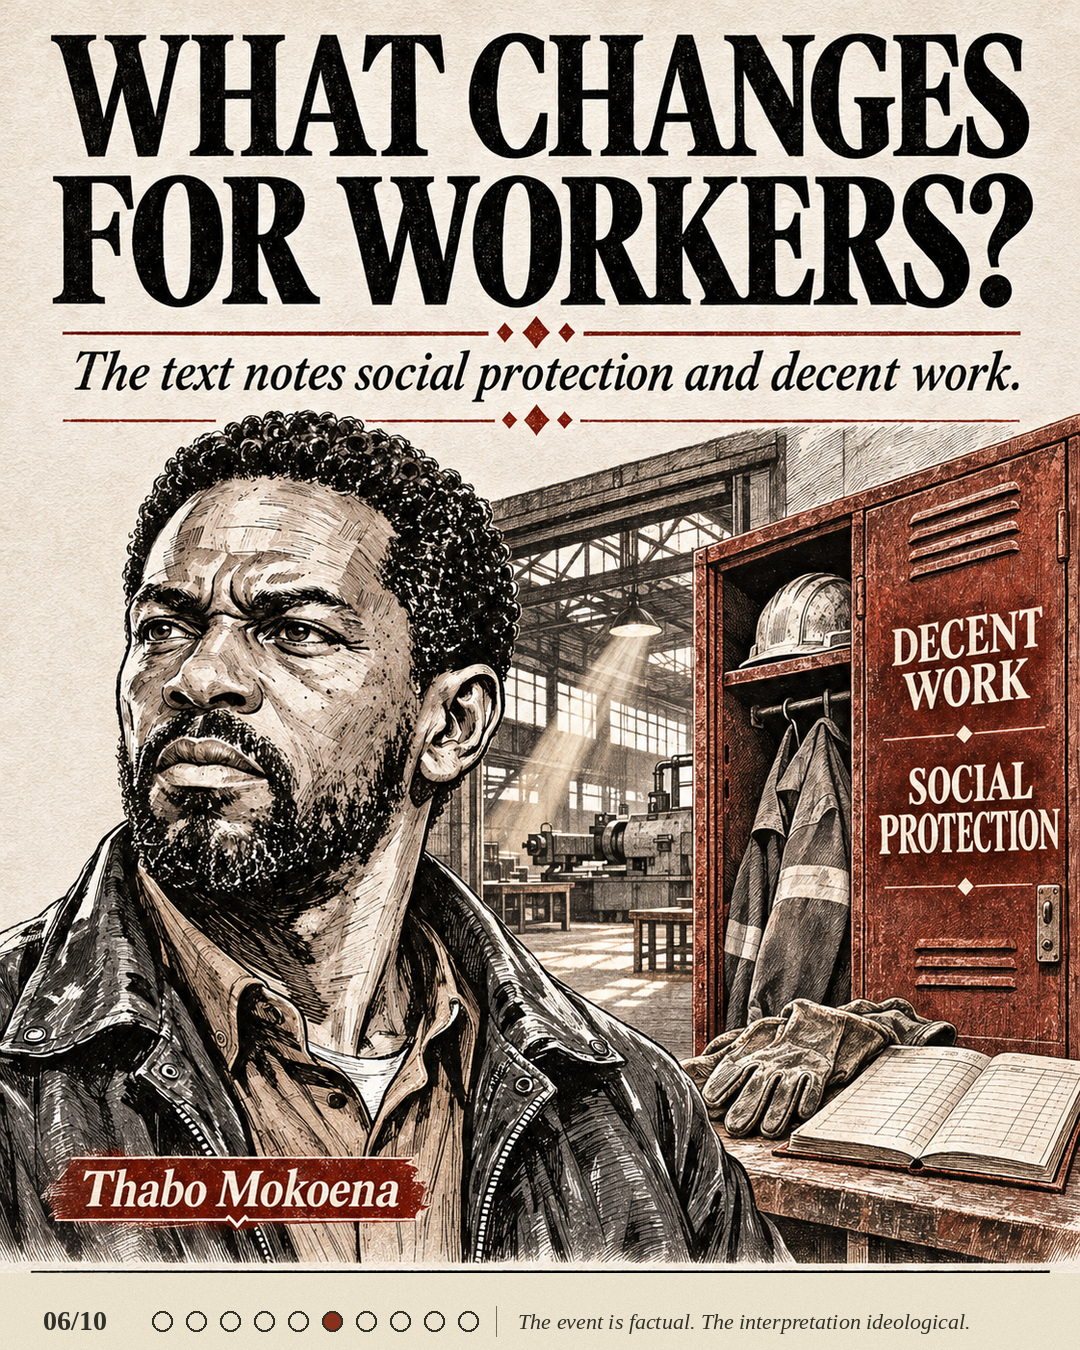 WHAT CHANGES
FOR WORKERS?
The text notes social protection and decent work.
DECENT
WORK
SOCIAL
PROTECTION
Thabo Mokoena
06/10
The event is factual. The interpretation ideological.